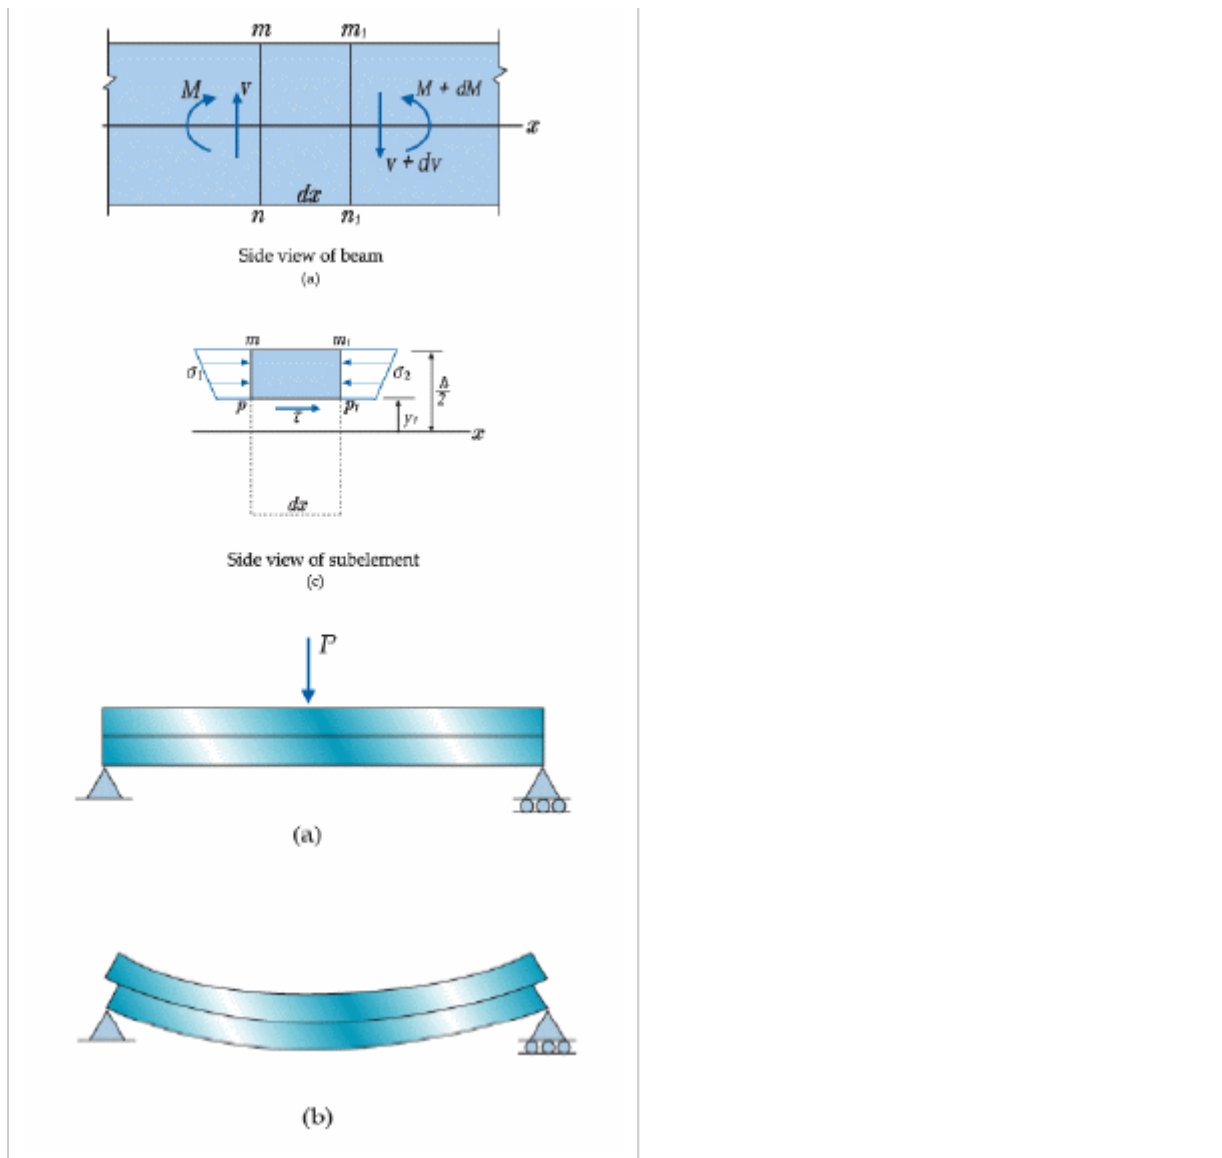 m m₁
M v M + dM
x
v + dv
dx
n n₁
Side view of beam
(a)
m m₁
σ₁ σ₂ h/2
p τ p₁ y₁
x
dx
Side view of subelement
(c)
P
(a)
(b)